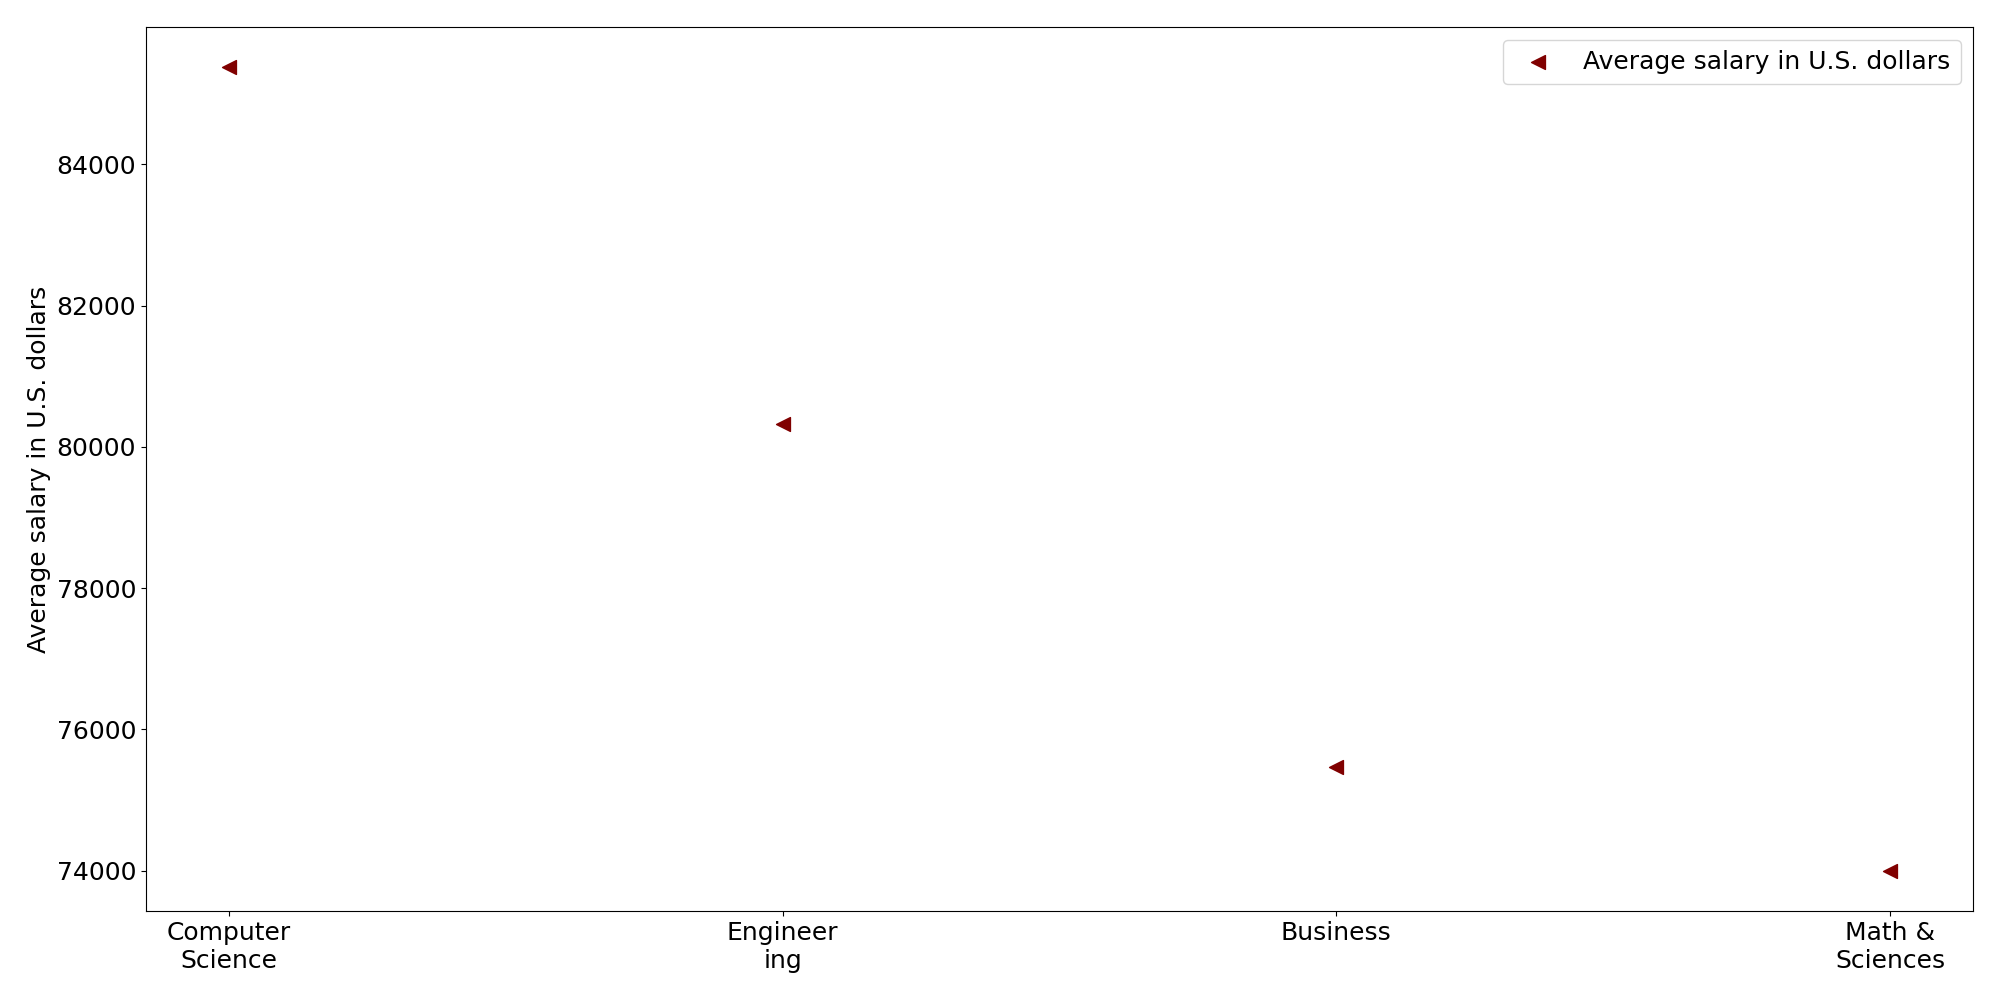 Average salary in U.S. dollars
84000
82000
80000
78000
76000
74000
Average salary in U.S. dollars
Computer
Science
Engineer
ing
Business
Math &
Sciences